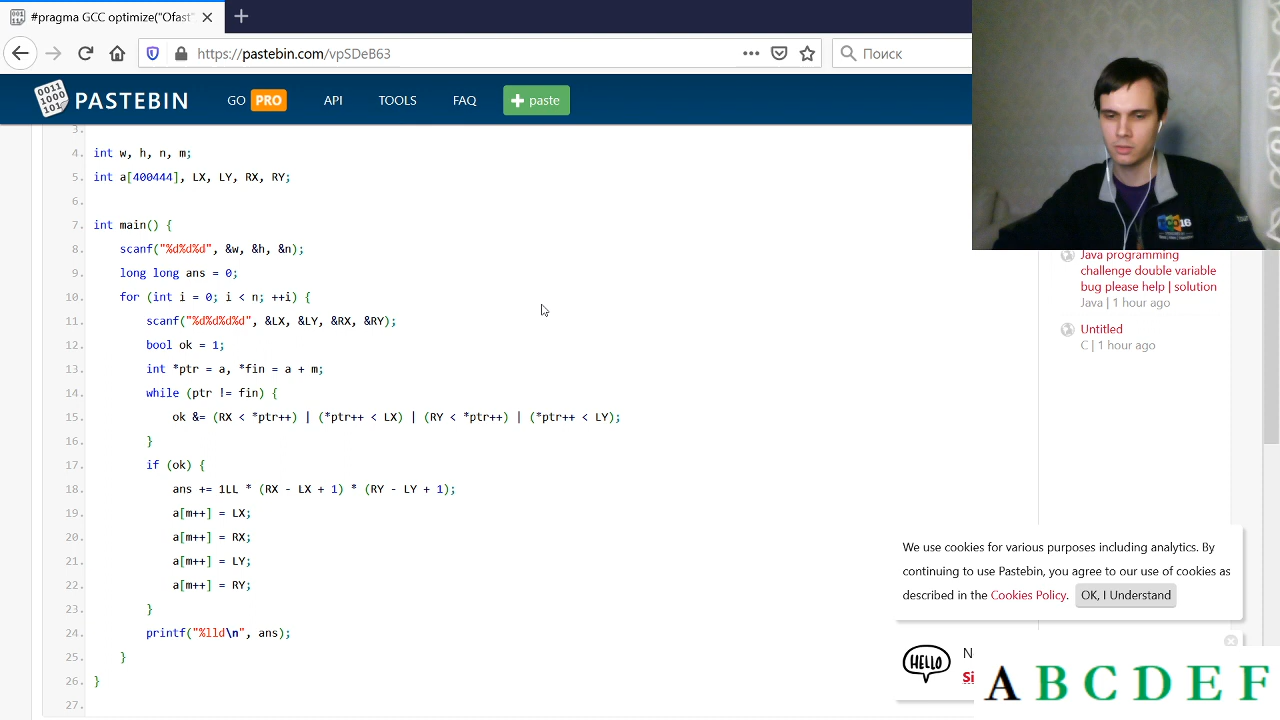 #pragma GCC optimize("Ofast"
https://pastebin.com/vpSDeB63
Поиск
PASTEBIN
GO PRO API TOOLS FAQ paste
3.
4. int w, h, n, m;
5. int a[400444], LX, LY, RX, RY;
6.
7. int main() {
8. scanf("%d%d%d", &w, &h, &n);
9. long long ans = 0;
10. for (int i = 0; i < n; ++i) {
11. scanf("%d%d%d%d", &LX, &LY, &RX, &RY);
12. bool ok = 1;
13. int *ptr = a, *fin = a + m;
14. while (ptr != fin) {
15. ok &= (RX < *ptr++) | (*ptr++ < LX) | (RY < *ptr++) | (*ptr++ < LY);
16. }
17. if (ok) {
18. ans += 1LL * (RX - LX + 1) * (RY - LY + 1);
19. a[m++] = LX;
20. a[m++] = RX;
21. a[m++] = LY;
22. a[m++] = RY;
23. }
24. printf("%lld\n", ans);
25. }
26. }
27.
Java programming
challenge double variable
bug please help | solution
Java | 1 hour ago
Untitled
C | 1 hour ago
We use cookies for various purposes including analytics. By
continuing to use Pastebin, you agree to our use of cookies as
described in the Cookies Policy. OK, I Understand
HELLO
N
Si
A B C D E F